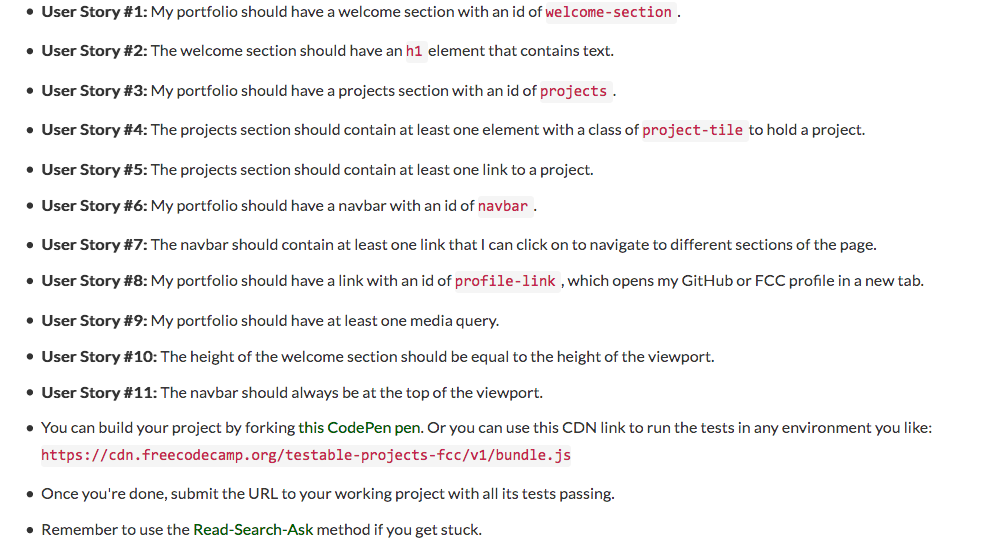 User Story #1: My portfolio should have a welcome section with an id of welcome-section .
User Story #2: The welcome section should have an h1 element that contains text.
User Story #3: My portfolio should have a projects section with an id of projects .
User Story #4: The projects section should contain at least one element with a class of project-tile to hold a project.
User Story #5: The projects section should contain at least one link to a project.
User Story #6: My portfolio should have a navbar with an id of navbar .
User Story #7: The navbar should contain at least one link that I can click on to navigate to different sections of the page.
User Story #8: My portfolio should have a link with an id of profile-link , which opens my GitHub or FCC profile in a new tab.
User Story #9: My portfolio should have at least one media query.
User Story #10: The height of the welcome section should be equal to the height of the viewport.
User Story #11: The navbar should always be at the top of the viewport.
You can build your project by forking this CodePen pen. Or you can use this CDN link to run the tests in any environment you like:
https://cdn.freecodecamp.org/testable-projects-fcc/v1/bundle.js
Once you're done, submit the URL to your working project with all its tests passing.
Remember to use the Read-Search-Ask method if you get stuck.